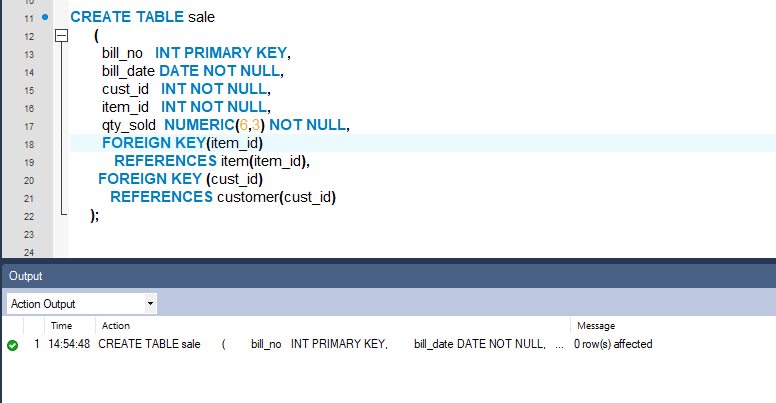 10
11 CREATE TABLE sale
12 (
13 bill_no INT PRIMARY KEY,
14 bill_date DATE NOT NULL,
15 cust_id INT NOT NULL,
16 item_id INT NOT NULL,
17 qty_sold NUMERIC(6,3) NOT NULL,
18 FOREIGN KEY(item_id)
19 REFERENCES item(item_id),
20 FOREIGN KEY (cust_id)
21 REFERENCES customer(cust_id)
22 );
23
24
Output
Action Output
Time Action Message
1 14:54:48 CREATE TABLE sale ( bill_no INT PRIMARY KEY, bill_date DATE NOT NULL, ... 0 row(s) affected